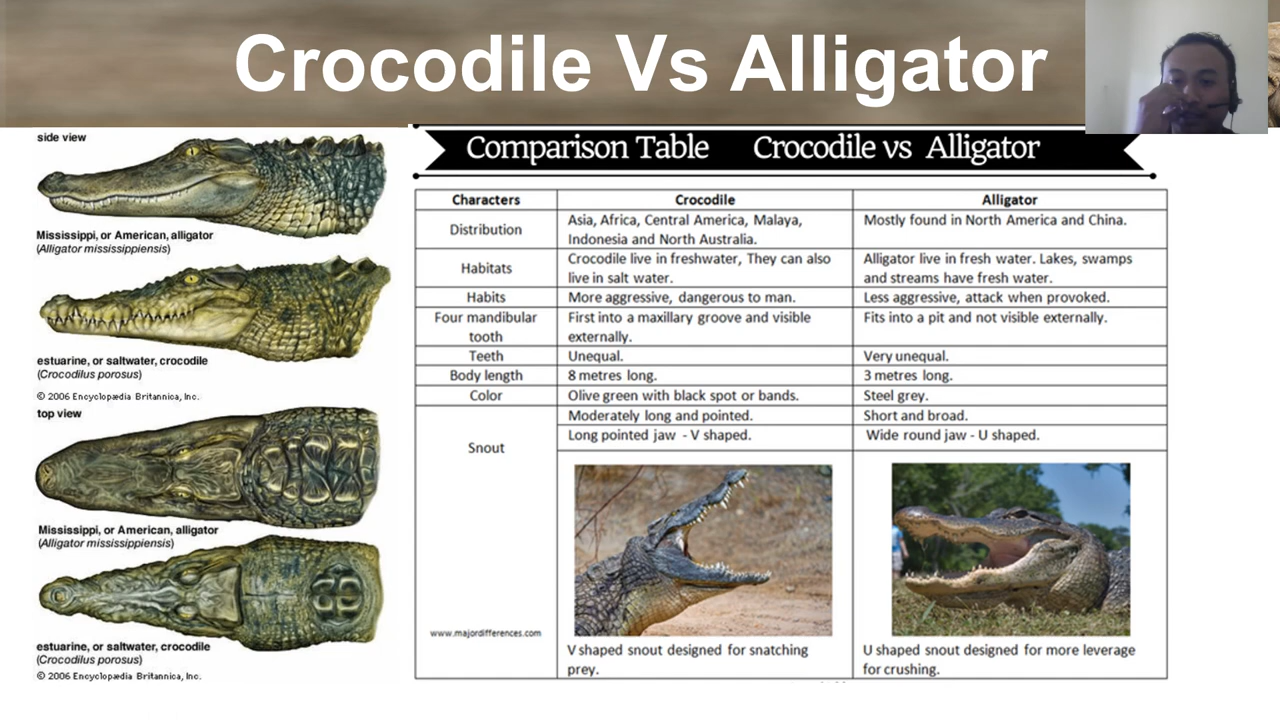 Crocodile Vs Alligator
side view
Mississippi, or American, alligator
(Alligator mississippiensis)
estuarine, or saltwater, crocodile
(Crocodilus porosus)
© 2006 Encyclopædia Britannica, Inc.
top view
Mississippi, or American, alligator
(Alligator mississippiensis)
estuarine, or saltwater, crocodile
(Crocodilus porosus)
© 2006 Encyclopædia Britannica, Inc.
Comparison Table Crocodile vs Alligator
Characters Crocodile Alligator
Distribution
Asia, Africa, Central America, Malaya,
Indonesia and North Australia.
Mostly found in North America and China.
Habitats
Crocodile live in freshwater, They can also
live in salt water.
Alligator live in fresh water. Lakes, swamps
and streams have fresh water.
Habits
More aggressive, dangerous to man.
Less aggressive, attack when provoked.
Four mandibular
tooth
First into a maxillary groove and visible
externally.
Fits into a pit and not visible externally.
Teeth
Unequal.
Very unequal.
Body length
8 metres long.
3 metres long.
Color
Olive green with black spot or bands.
Steel grey.
Snout
Moderately long and pointed.
Short and broad.
Long pointed jaw - V shaped.
Wide round jaw - U shaped.
www.majordifferences.com
V shaped snout designed for snatching
prey.
U shaped snout designed for more leverage
for crushing.